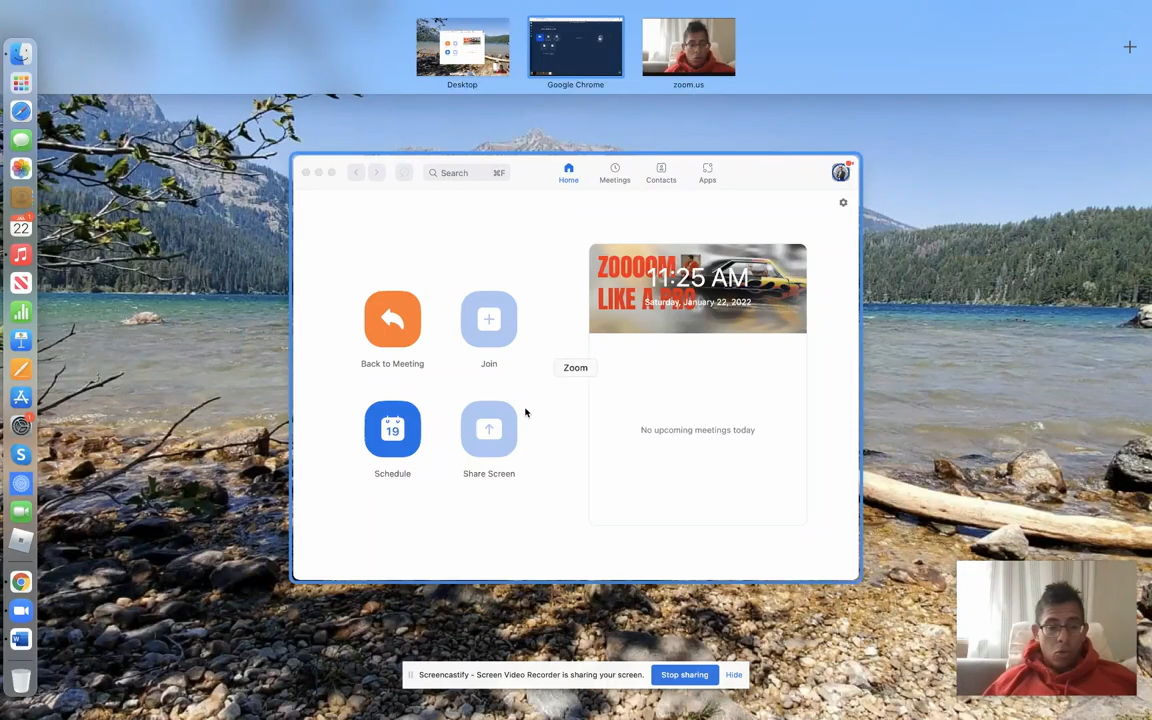 Desktop
Google Chrome
zoom.us
JAN
22
Search ⌘F
Home
Meetings
Contacts
Apps
ZOOOOM
LIKE A PRO
11:25 AM
Saturday, January 22, 2022
Back to Meeting
Join
Zoom
No upcoming meetings today
19
Schedule
Share Screen
Screencastify - Screen Video Recorder is sharing your screen.
Stop sharing
Hide